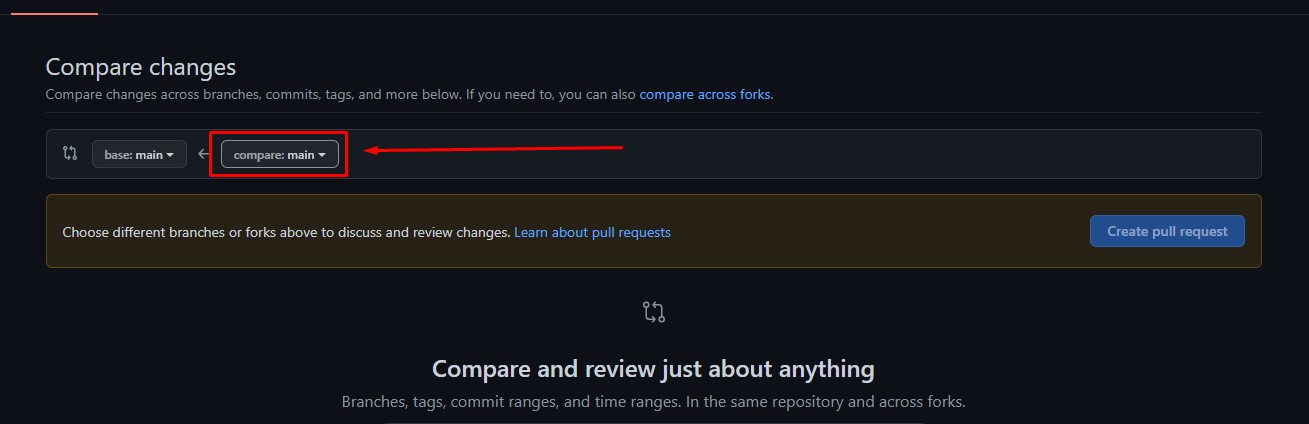 Compare changes
Compare changes across branches, commits, tags, and more below. If you need to, you can also compare across forks.
base: main compare: main
Choose different branches or forks above to discuss and review changes. Learn about pull requests Create pull request
Compare and review just about anything
Branches, tags, commit ranges, and time ranges. In the same repository and across forks.